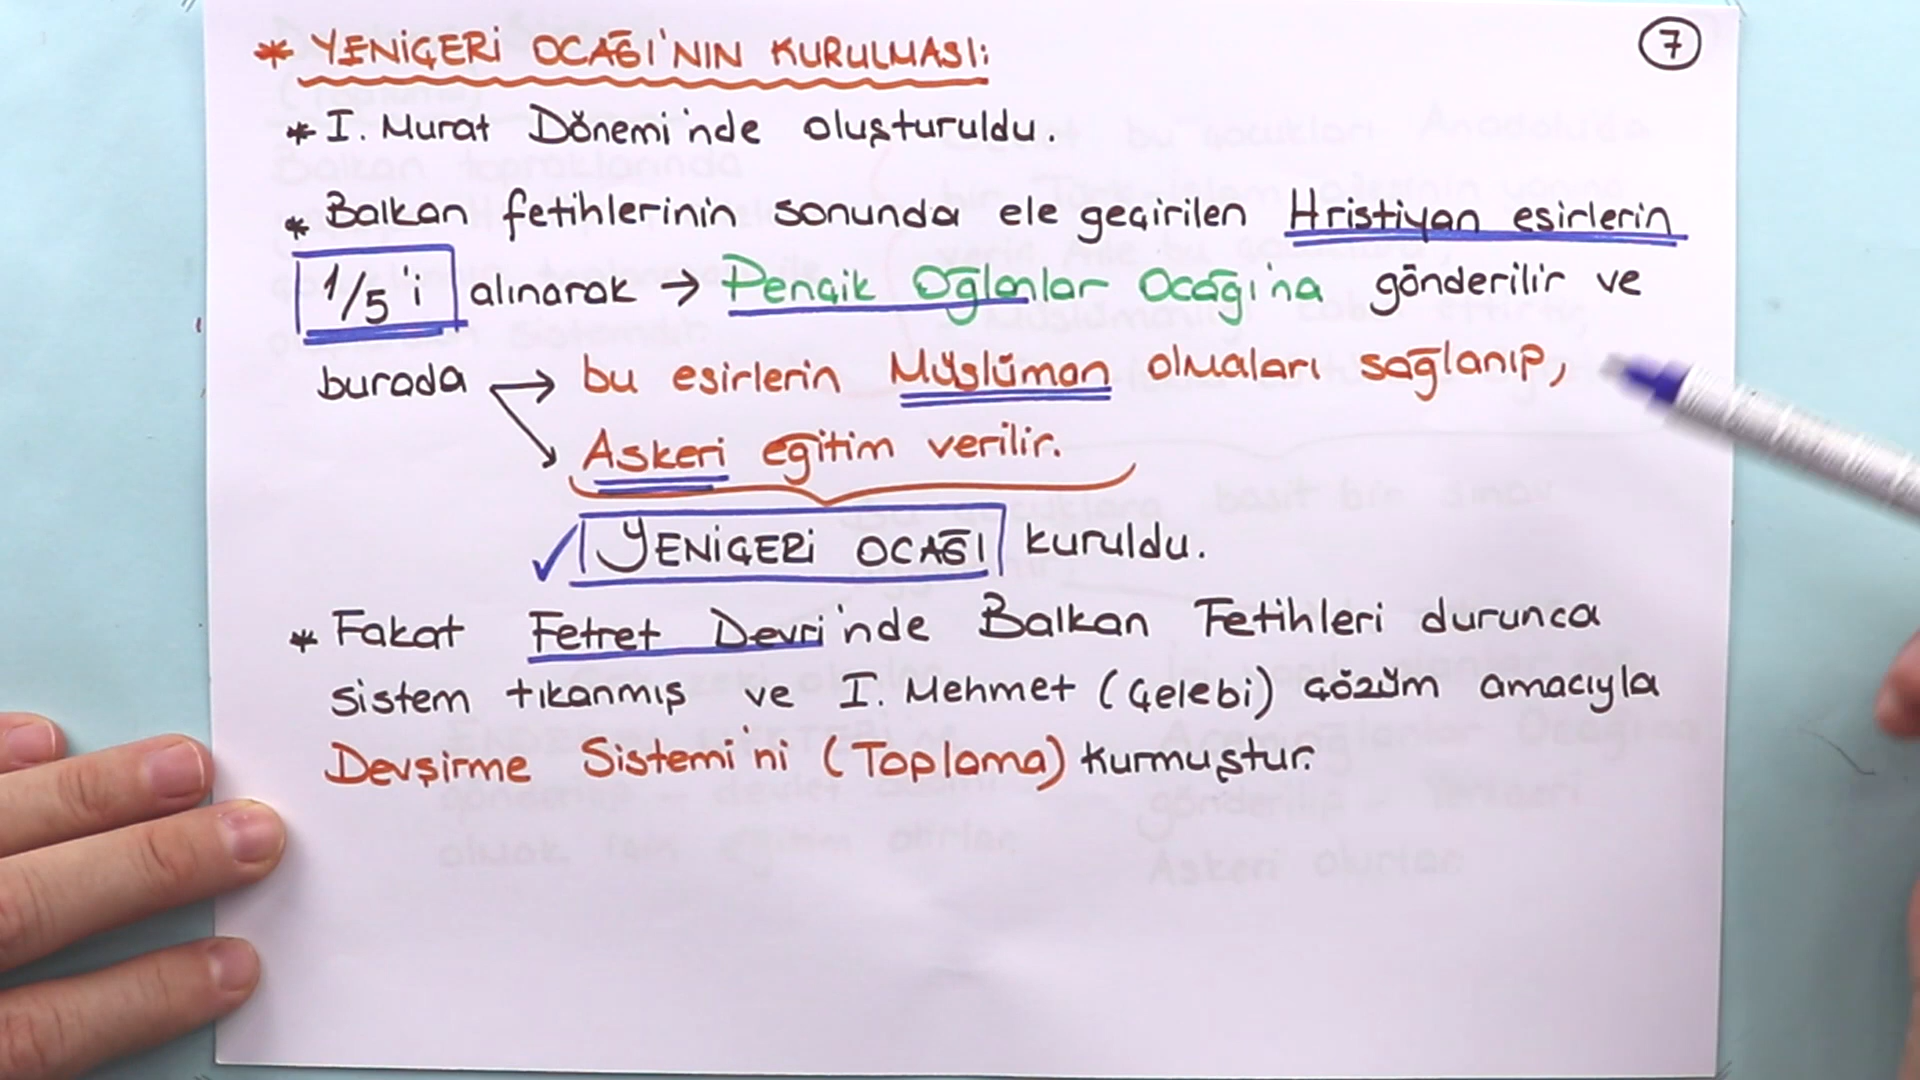 7
* YENİÇERİ OCAĞI'NIN KURULMASI:
* I. Murat Dönemi'nde oluşturuldu.
* Balkan fetihlerinin sonunda ele geçirilen Hristiyan esirlerin
1/5'i alınarak → Pençik Oğlanlar Ocağı'na gönderilir ve
burada → bu esirlerin Müslüman olmaları sağlanıp,
Askeri eğitim verilir.
✓ YENİÇERİ OCAĞI kuruldu.
* Fakat Fetret Devri'nde Balkan Fetihleri durunca
sistem tıkanmış ve I. Mehmet (Çelebi) çözüm amacıyla
Devşirme Sistemi'ni (Toplama) kurmuştur.